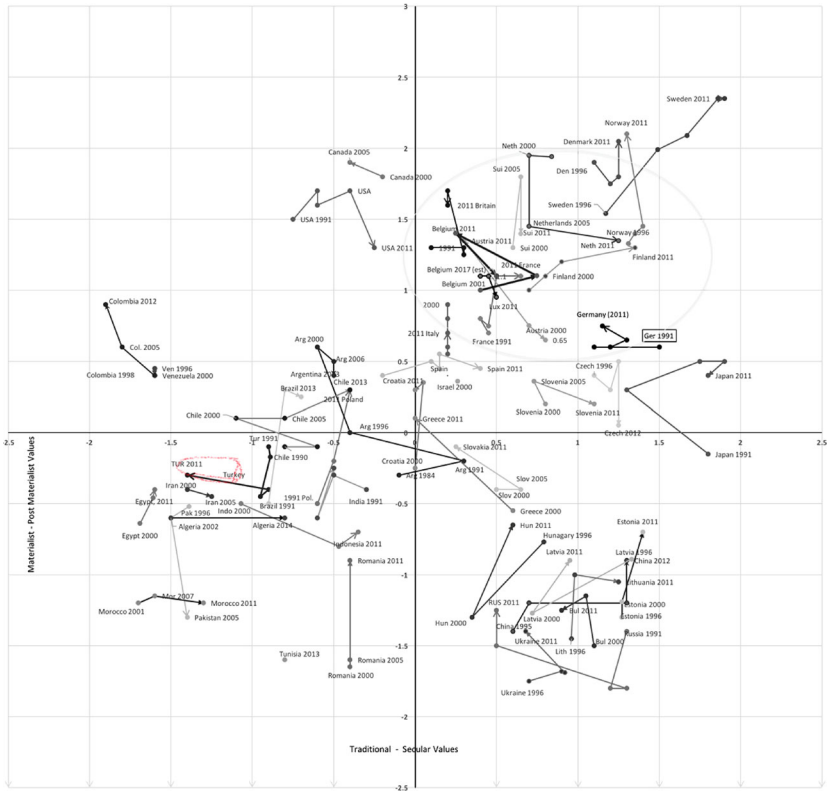 3
2.5
Sweden 2011
Norway 2011
Neth 2000
Denmark 2011
Canada 2005
Sui 2005
Den 1996
Canada 2000
USA
2011 Britain
Sweden 1996
USA 1991
1.5
Netherlands 2005
Belgium 2011
Sui 2011
Norway 1996
Austria 2011
Neth 2011
USA 2011
1991
Sui 2000
Finland 2011
2011 France
Belgium 2017 (est)
Finland 2000
Belgium 2001
1
Colombia 2012
2000
Lux 2011
Germany (2011)
2011 Italy
Austria 2000
Ger 1991
France 1991
0.65
Arg 2000
Col. 2005
Arg 2006
0.5
Ven 1996
Spain
Spain 2011
Czech 1996
Colombia 1998
Venezuela 2000
Chile 2013
Croatia 2011
Israel 2000
Slovenia 2005
Japan 2011
Brazil 2013
2011 Poland
Slovenia 2000
Slovenia 2011
Chile 2000
Chile 2005
Greece 2011
Arg 1996
Czech 2012
2.5
-2
-1.5
-1
-0.5
0
0.5
1
1.5
2
2.5
Tur 1991
Slovakia 2011
Japan 1991
Chile 1990
Croatia 2000
TUR 2011
Turkey
Arg 1984
Arg 1991
Iran 2000
Slov 2005
Egypt 2011
Iran 2005
1991 Pol.
India 1991
Slov 2000
-0.5
Brazil 1991
Pak 1996
Indo 2000
Greece 2000
Egypt 2000
Algeria 2002
Algeria 2014
Hun 2011
Estonia 2011
Hunagary 1996
Indonesia 2011
Latvia 2011
Latvia 1996
Romania 2011
China 2012
-1
Lithuania 2011
Mor 2007
Morocco 2001
Morocco 2011
RUS 2011
Estonia 2000
Bul 2011
Pakistan 2005
Latvia 2000
Estonia 1996
Hun 2000
China 1995
Russia 1991
Ukraine 2011
Bul 2000
-1.5
Lith 1996
Tunisia 2013
Romania 2005
Romania 2000
Ukraine 1996
-2
Traditional - Secular Values
-2.5
Materialist - Post Materialist Values